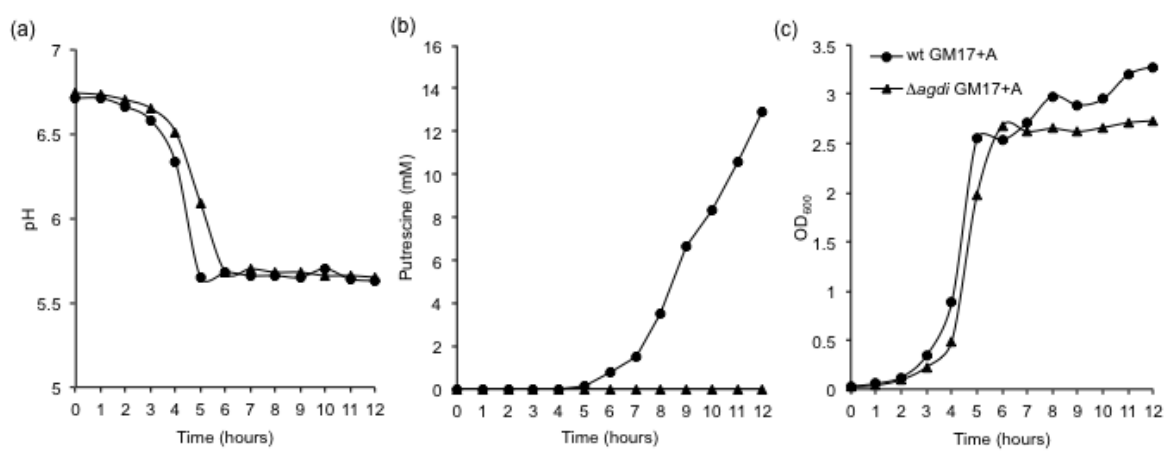 (a)
(b)
(c)
7
6.5
6
5.5
5
pH
0 1 2 3 4 5 6 7 8 9 10 11 12
Time (hours)
16
14
12
10
8
6
4
2
0
Putrescine (mM)
0 1 2 3 4 5 6 7 8 9 10 11 12
Time (hours)
3.5
3
2.5
2
1.5
1
0.5
0
OD600
wt GM17+A
Δagdi GM17+A
0 1 2 3 4 5 6 7 8 9 10 11 12
Time (hours)